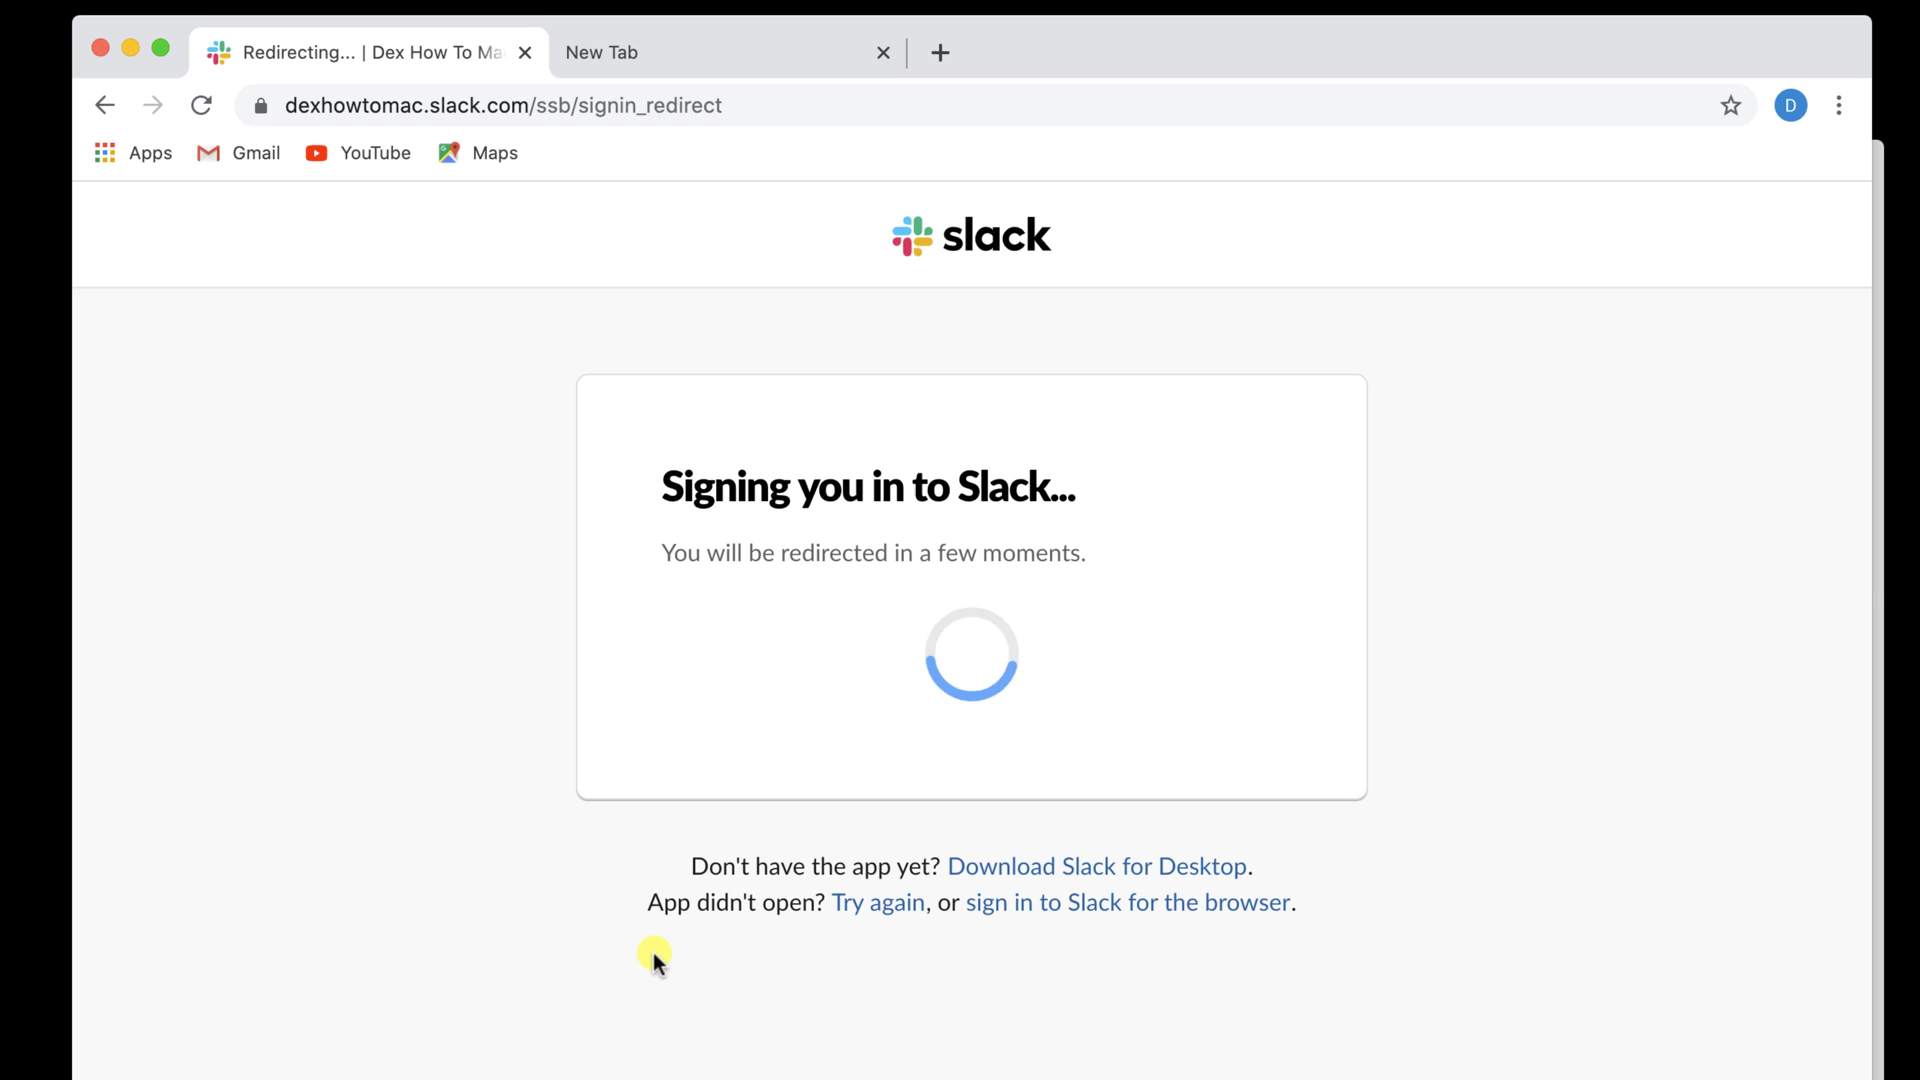 Redirecting... | Dex How To Ma
New Tab
dexhowtomac.slack.com/ssb/signin_redirect
D
Apps
Gmail
YouTube
Maps
slack
Signing you in to Slack...
You will be redirected in a few moments.
Don't have the app yet? Download Slack for Desktop.
App didn't open? Try again, or sign in to Slack for the browser.